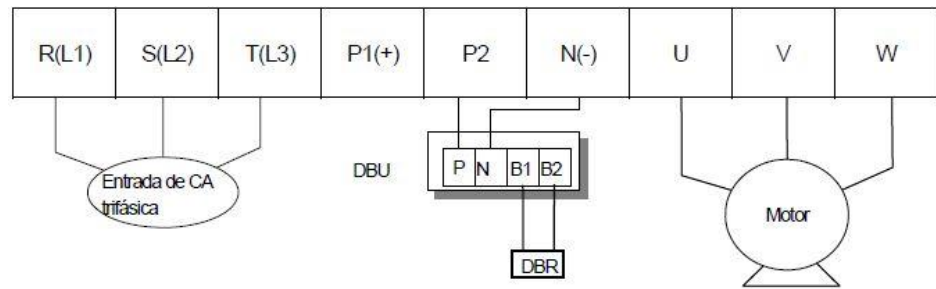 R(L1) S(L2) T(L3) P1(+) P2 N(-) U V W
DBU
P N B1 B2
Entrada de CA
trifásica
Motor
DBR